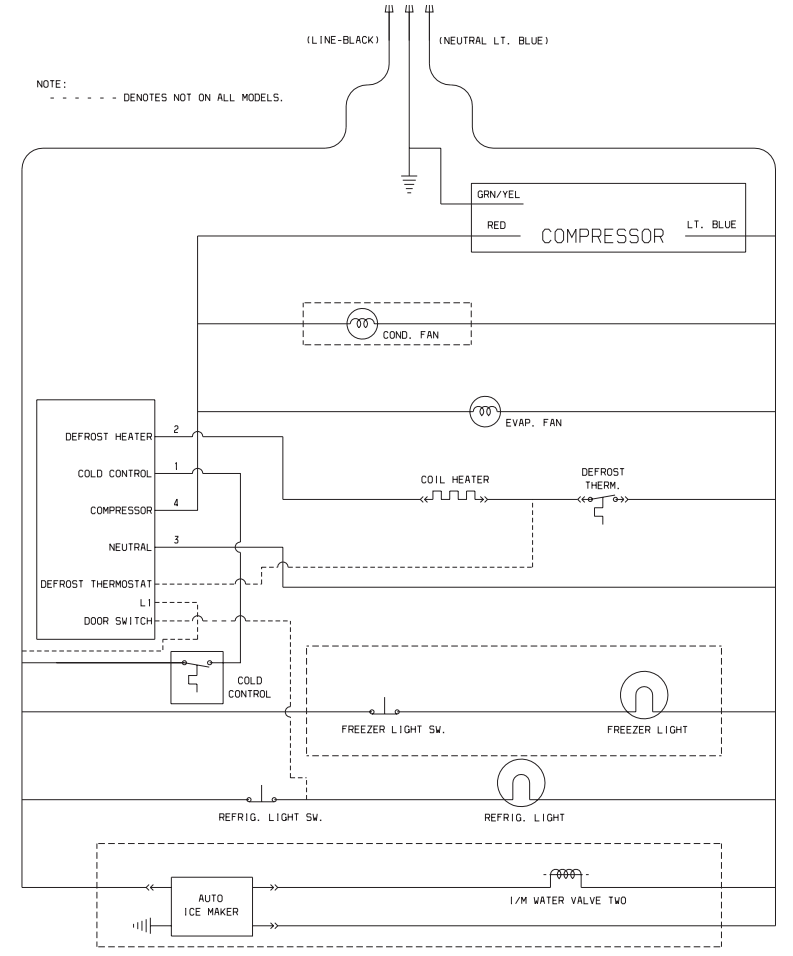 (LINE-BLACK)
(NEUTRAL LT. BLUE)
NOTE:
- - - - - - DENOTES NOT ON ALL MODELS.
GRN/YEL
RED
COMPRESSOR
LT. BLUE
COND. FAN
EVAP. FAN
DEFROST HEATER
2
COLD CONTROL
1
COMPRESSOR
4
NEUTRAL
3
DEFROST THERMOSTAT
L1
DOOR SWITCH
COIL HEATER
DEFROST
THERM.
COLD
CONTROL
FREEZER LIGHT SW.
FREEZER LIGHT
REFRIG. LIGHT SW.
REFRIG. LIGHT
AUTO
ICE MAKER
I/M WATER VALVE TWO